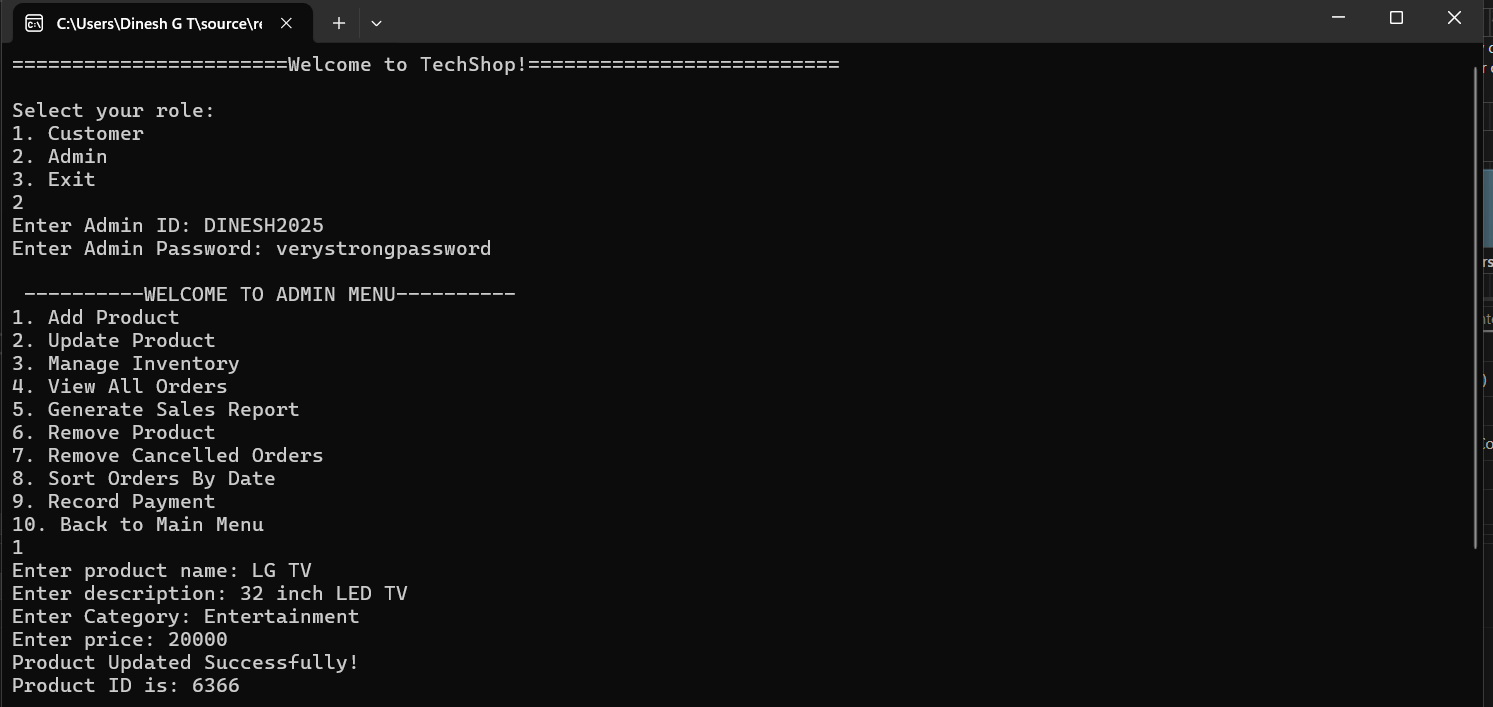 C:\Users\Dinesh G T\source\re
=======================Welcome to TechShop!==========================
Select your role:
1. Customer
2. Admin
3. Exit
2
Enter Admin ID: DINESH2025
Enter Admin Password: verystrongpassword
----------WELCOME TO ADMIN MENU----------
1. Add Product
2. Update Product
3. Manage Inventory
4. View All Orders
5. Generate Sales Report
6. Remove Product
7. Remove Cancelled Orders
8. Sort Orders By Date
9. Record Payment
10. Back to Main Menu
1
Enter product name: LG TV
Enter description: 32 inch LED TV
Enter Category: Entertainment
Enter price: 20000
Product Updated Successfully!
Product ID is: 6366